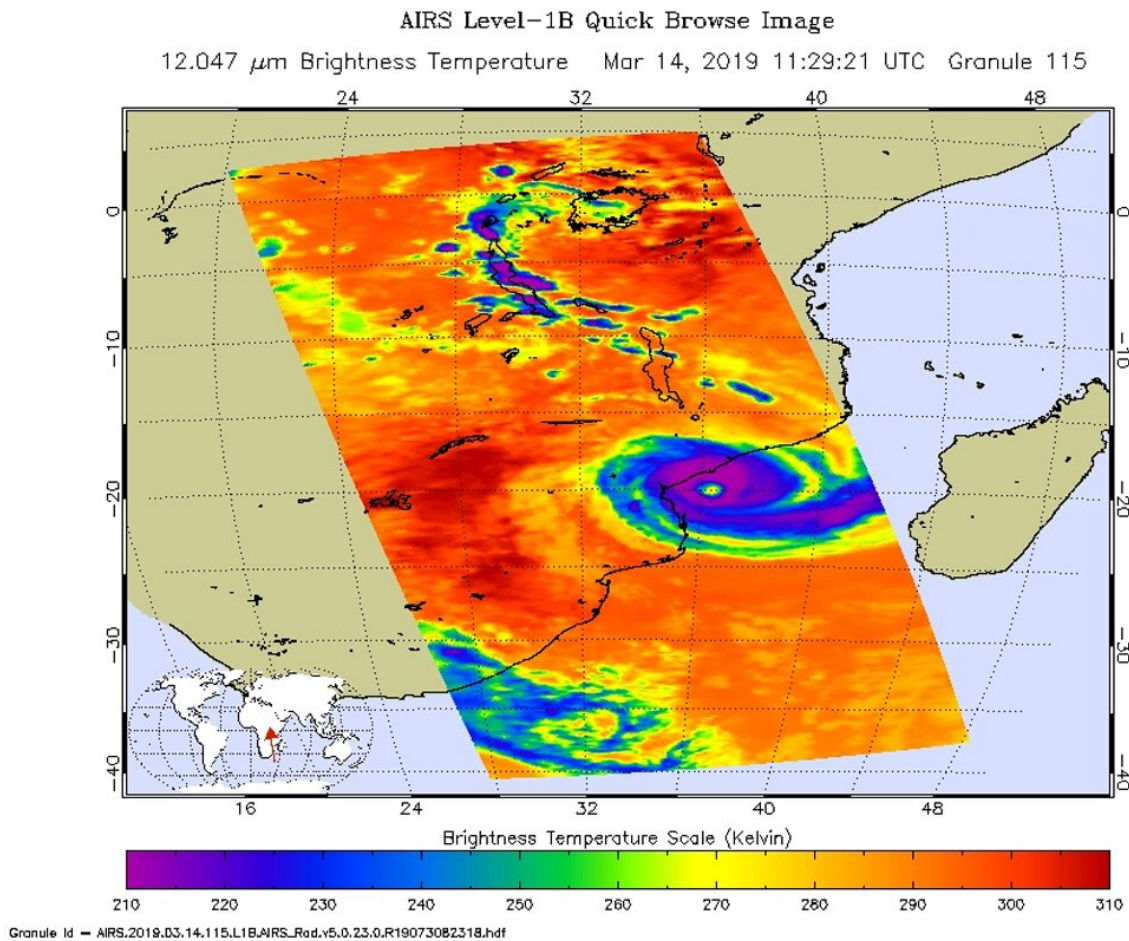 AIRS Level-1B Quick Browse Image
12.047 μm Brightness Temperature Mar 14, 2019 11:29:21 UTC Granule 115
24 32 40 48
0 0
-10 -10
-20 -20
-30 -30
-40 -40
16 24 32 40 48
Brightness Temperature Scale (Kelvin)
210 220 230 240 250 260 270 280 290 300 310
Granule Id - AIRS.2019.03.14.115.L1B.AIRS_Rad.v5.0.23.0.R19073082318.hdf